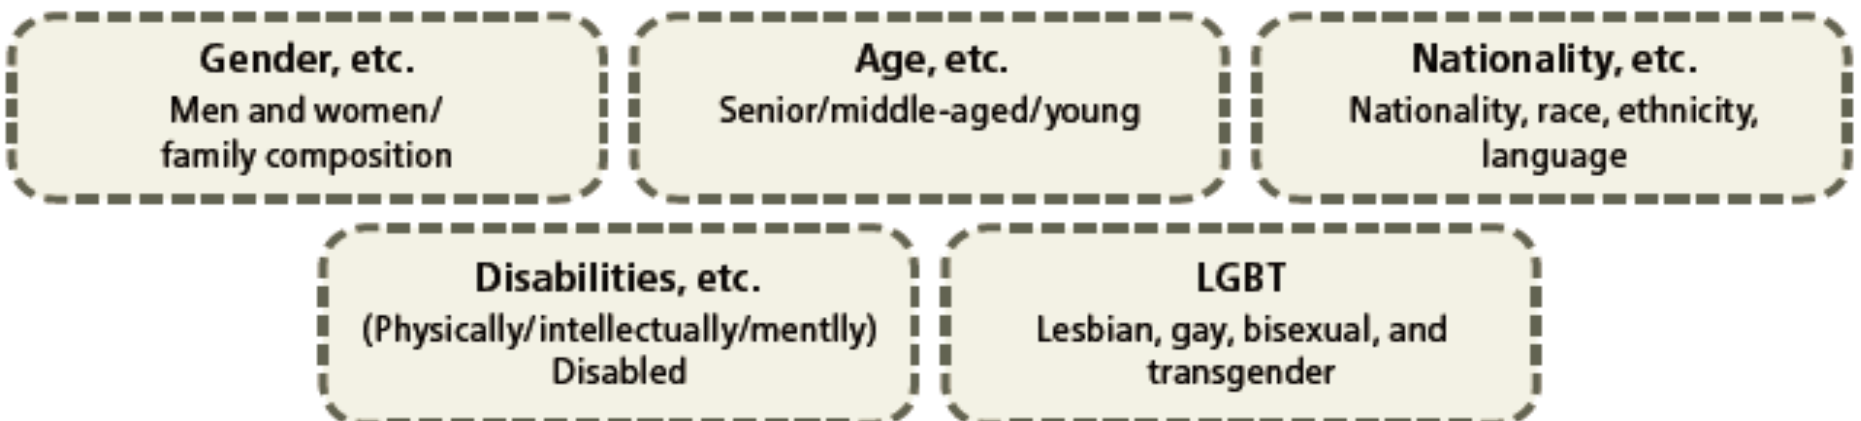 Gender, etc.
Men and women/
family composition
Age, etc.
Senior/middle-aged/young
Nationality, etc.
Nationality, race, ethnicity,
language
Disabilities, etc.
(Physically/intellectually/mentlly)
Disabled
LGBT
Lesbian, gay, bisexual, and
transgender